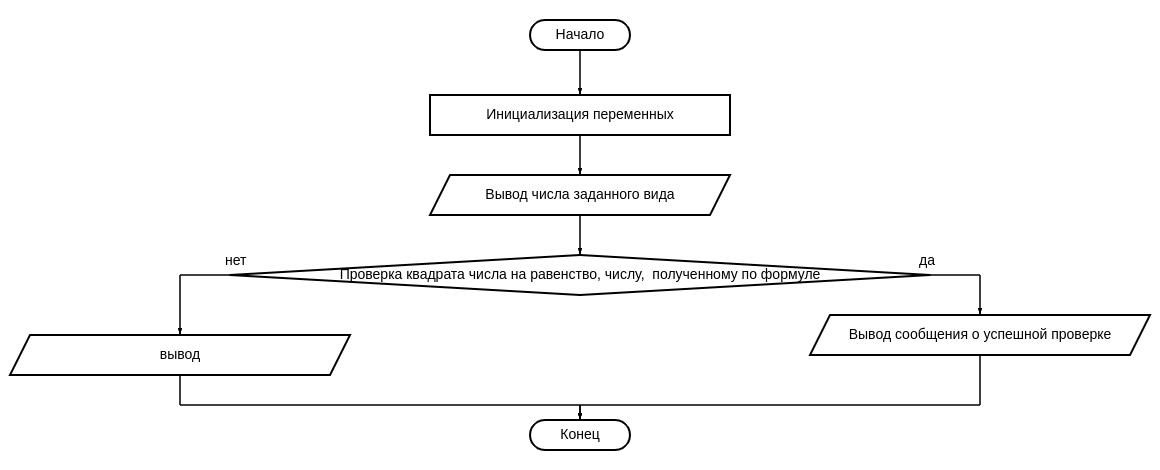 Начало
Инициализация переменных
Вывод числа заданного вида
нет
да
Проверка квадрата числа на равенство, числу,  полученному по формуле
Вывод сообщения о успешной проверке
вывод
Конец